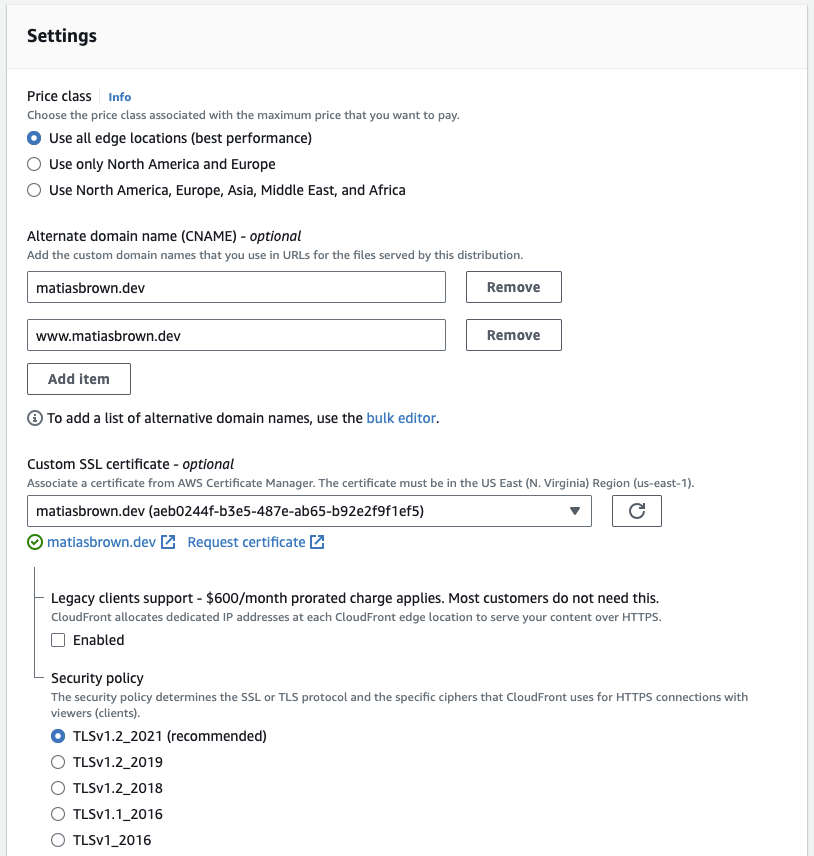 Settings
Price class Info
Choose the price class associated with the maximum price that you want to pay.
Use all edge locations (best performance)
Use only North America and Europe
Use North America, Europe, Asia, Middle East, and Africa
Alternate domain name (CNAME) - optional
Add the custom domain names that you use in URLs for the files served by this distribution.
matiasbrown.dev Remove
www.matiasbrown.dev Remove
Add item
To add a list of alternative domain names, use the bulk editor.
Custom SSL certificate - optional
Associate a certificate from AWS Certificate Manager. The certificate must be in the US East (N. Virginia) Region (us-east-1).
matiasbrown.dev (aeb0244f-b3e5-487e-ab65-b92e2f9f1ef5)
matiasbrown.dev Request certificate
Legacy clients support - $600/month prorated charge applies. Most customers do not need this.
CloudFront allocates dedicated IP addresses at each CloudFront edge location to serve your content over HTTPS.
Enabled
Security policy
The security policy determines the SSL or TLS protocol and the specific ciphers that CloudFront uses for HTTPS connections with
viewers (clients).
TLSv1.2_2021 (recommended)
TLSv1.2_2019
TLSv1.2_2018
TLSv1.1_2016
TLSv1_2016